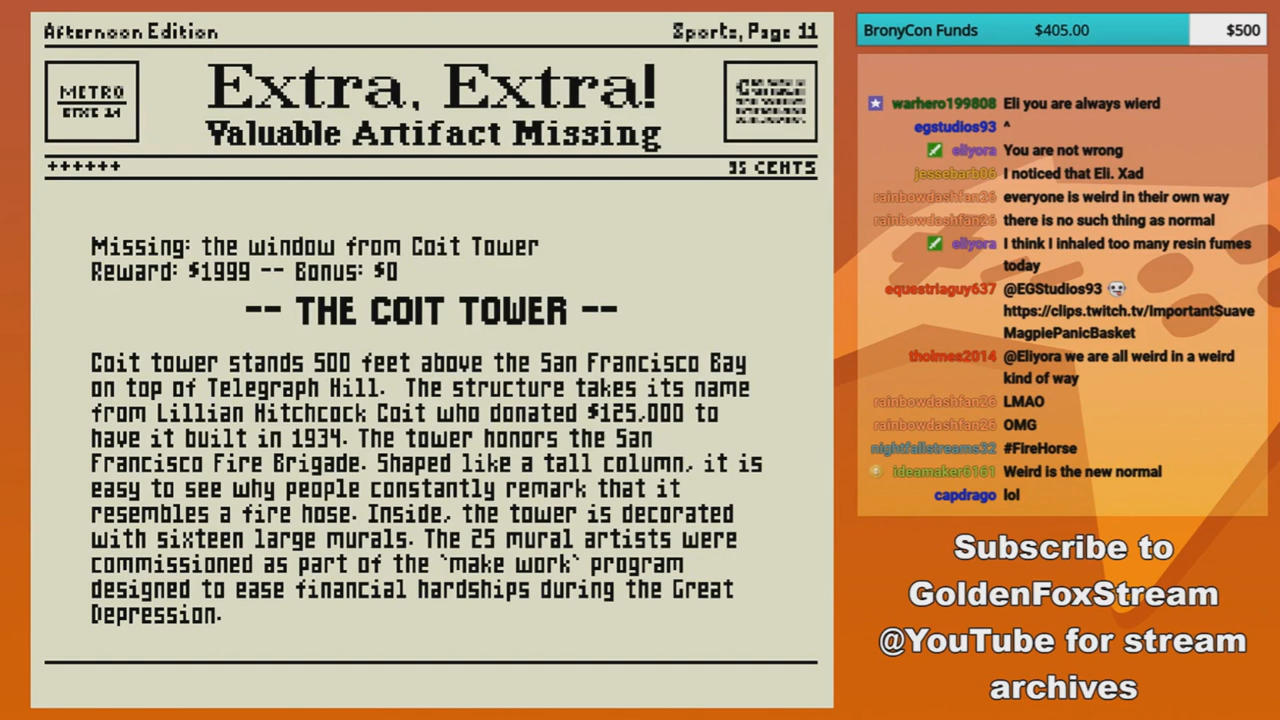 Afternoon Edition
Sports, Page 11
METRO
Extra, Extra!
Valuable Artifact Missing
++++++
35 CENTS
Missing: the window from Coit Tower
Reward: $1999 -- Bonus: $0
-- THE COIT TOWER --
Coit tower stands 500 feet above the San Francisco Bay
on top of Telegraph Hill. The structure takes its name
from Lillian Hitchcock Coit who donated $125,000 to
have it built in 1934. The tower honors the San
Francisco Fire Brigade. Shaped like a tall column, it is
easy to see why people constantly remark that it
resembles a fire hose. Inside, the tower is decorated
with sixteen large murals. The 25 mural artists were
commissioned as part of the `make work` program
designed to ease financial hardships during the Great
Depression.
BronyCon Funds $405.00 $500
warhero199808 Eli you are always wierd
egstudios93 ^
eliyora You are not wrong
jessebarb06 I noticed that Eli. Xad
rainbowdashfan26 everyone is weird in their own way
rainbowdashfan26 there is no such thing as normal
eliyora I think I inhaled too many resin fumes
today
equestriaguy637 @EGStudios93
https://clips.twitch.tv/ImportantSuave
MagpiePanicBasket
tholmes2014 @Eliyora we are all weird in a weird
kind of way
rainbowdashfan26 LMAO
rainbowdashfan26 OMG
nightfallstreams32 #FireHorse
ideamaker6161 Weird is the new normal
capdrago lol
Subscribe to
GoldenFoxStream
@YouTube for stream
archives